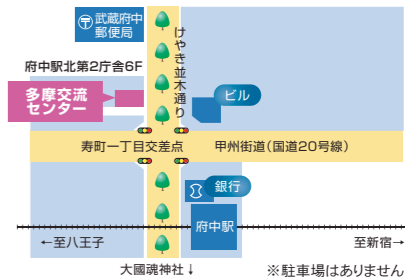 武蔵府中
郵便局
けやき並木通り
府中駅北第2庁舎6F
多摩交流
センター
ビル
寿町一丁目交差点
甲州街道(国道20号線)
銀行
府中駅
←至八王子
至新宿→
大國魂神社↓
※駐車場はありません